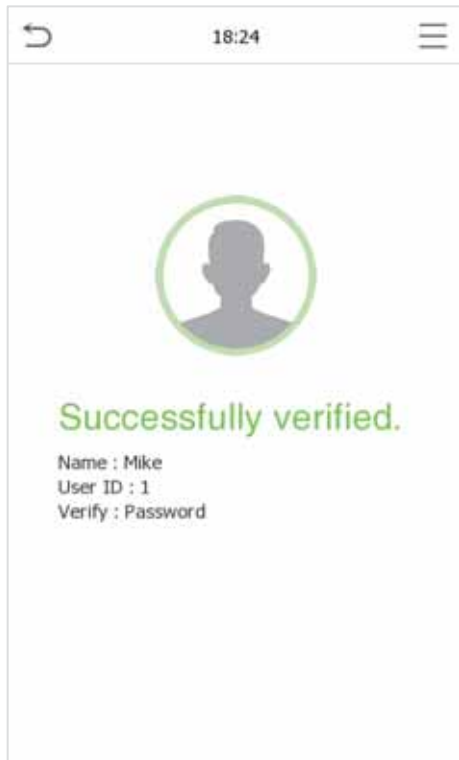 18:24
Successfully verified.
Name : Mike
User ID : 1
Verify : Password